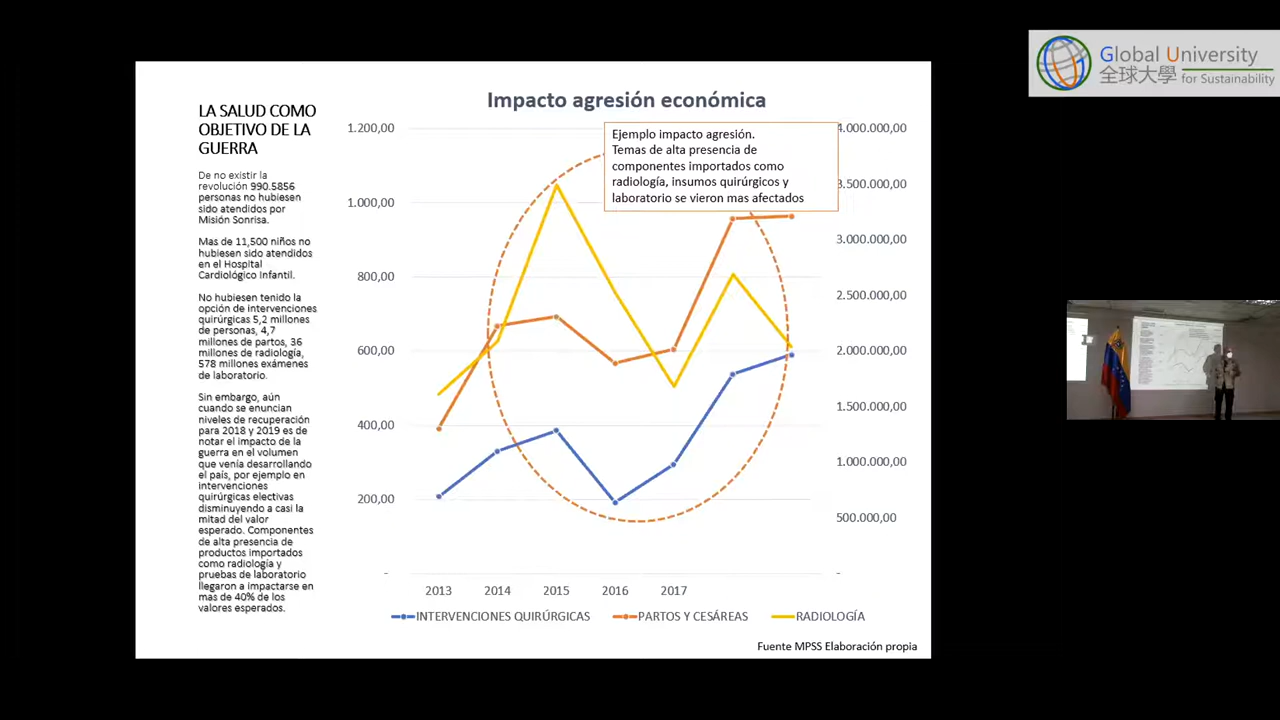 Global University
全球大學 for Sustainability
LA SALUD COMO
OBJETIVO DE LA
GUERRA
De no existir la
revolución 990.5856
personas no hubiesen
sido atendidos por
Misión Sonrisa.
Mas de 11,500 niños no
hubiesen sido atendidos
en el Hospital
Cardiológico Infantil.
No hubiesen tenido la
opción de intervenciones
quirúrgicas 5,2 millones
de personas, 4,7
millones de partos, 36
millones de radiología,
578 millones exámenes
de laboratorio.
Sin embargo, aún
cuando se enuncian
niveles de recuperación
para 2018 y 2019 es de
notar el impacto de la
guerra en el volumen
que venía desarrollando
el país, por ejemplo en
intervenciones
quirúrgicas electivas
disminuyendo a casi la
mitad del valor
esperado. Componentes
de alta presencia de
productos importados
como radiología y
pruebas de laboratorio
llegaron a impactarse en
mas de 40% de los
valores esperados.
Impacto agresión económica
Ejemplo impacto agresión.
Temas de alta presencia de
componentes importados como
radiología, insumos quirúrgicos y
laboratorio se vieron mas afectados
1.200,00
1.000,00
800,00
600,00
400,00
200,00
-
4.000.000,00
3.500.000,00
3.000.000,00
2.500.000,00
2.000.000,00
1.500.000,00
1.000.000,00
500.000,00
-
2013 2014 2015 2016 2017
INTERVENCIONES QUIRÚRGICAS PARTOS Y CESÁREAS RADIOLOGÍA
Fuente MPSS Elaboración propia